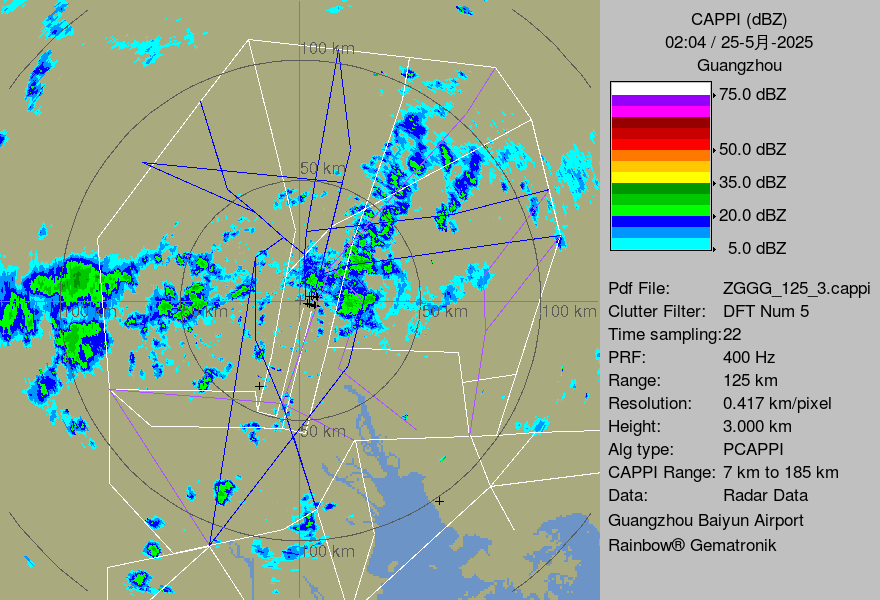 CAPPI (dBZ)
02:04 / 25-5月-2025
Guangzhou
75.0 dBZ
50.0 dBZ
35.0 dBZ
20.0 dBZ
5.0 dBZ
Pdf File: ZGGG_125_3.cappi
Clutter Filter: DFT Num 5
Time sampling:22
PRF: 400 Hz
Range: 125 km
Resolution: 0.417 km/pixel
Height: 3.000 km
Alg type: PCAPPI
CAPPI Range: 7 km to 185 km
Data: Radar Data
Guangzhou Baiyun Airport
Rainbow® Gematronik
100 km
50 km
100 km
50 km
50 km
100 km
50 km
100 km